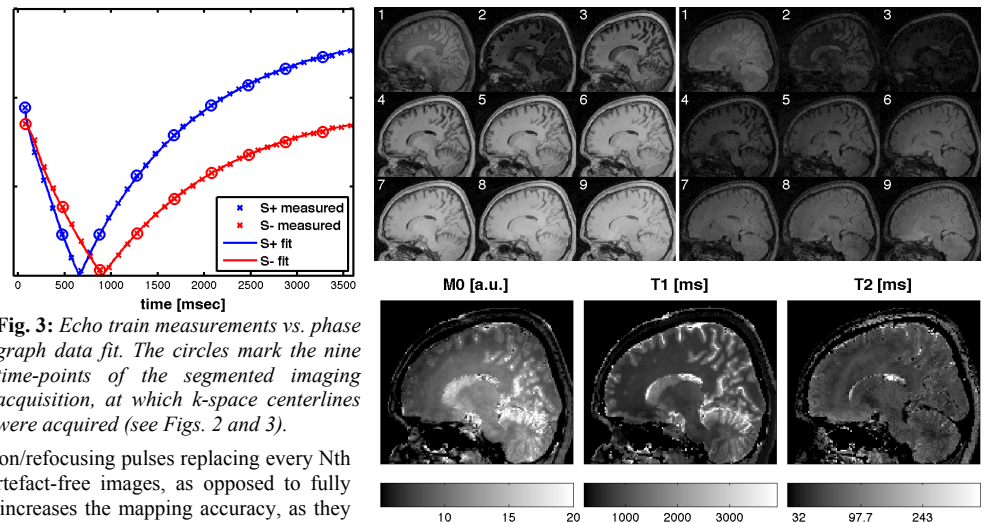 S+ measured
S- measured
S+ fit
S- fit
0 500 1000 1500 2000 2500 3000 3500
time [msec]
Fig. 3: Echo train measurements vs. phase
graph data fit. The circles mark the nine
time-points of the segmented imaging
acquisition, at which k-space centerlines
were acquired (see Figs. 2 and 3).
on/refocusing pulses replacing every Nth
rtefact-free images, as opposed to fully
increases the mapping accuracy, as they
1 2 3 1 2 3
4 5 6 4 5 6
7 8 9 7 8 9
M0 [a.u.] T1 [ms] T2 [ms]
10 15 20 1000 2000 3000 32 97.7 243